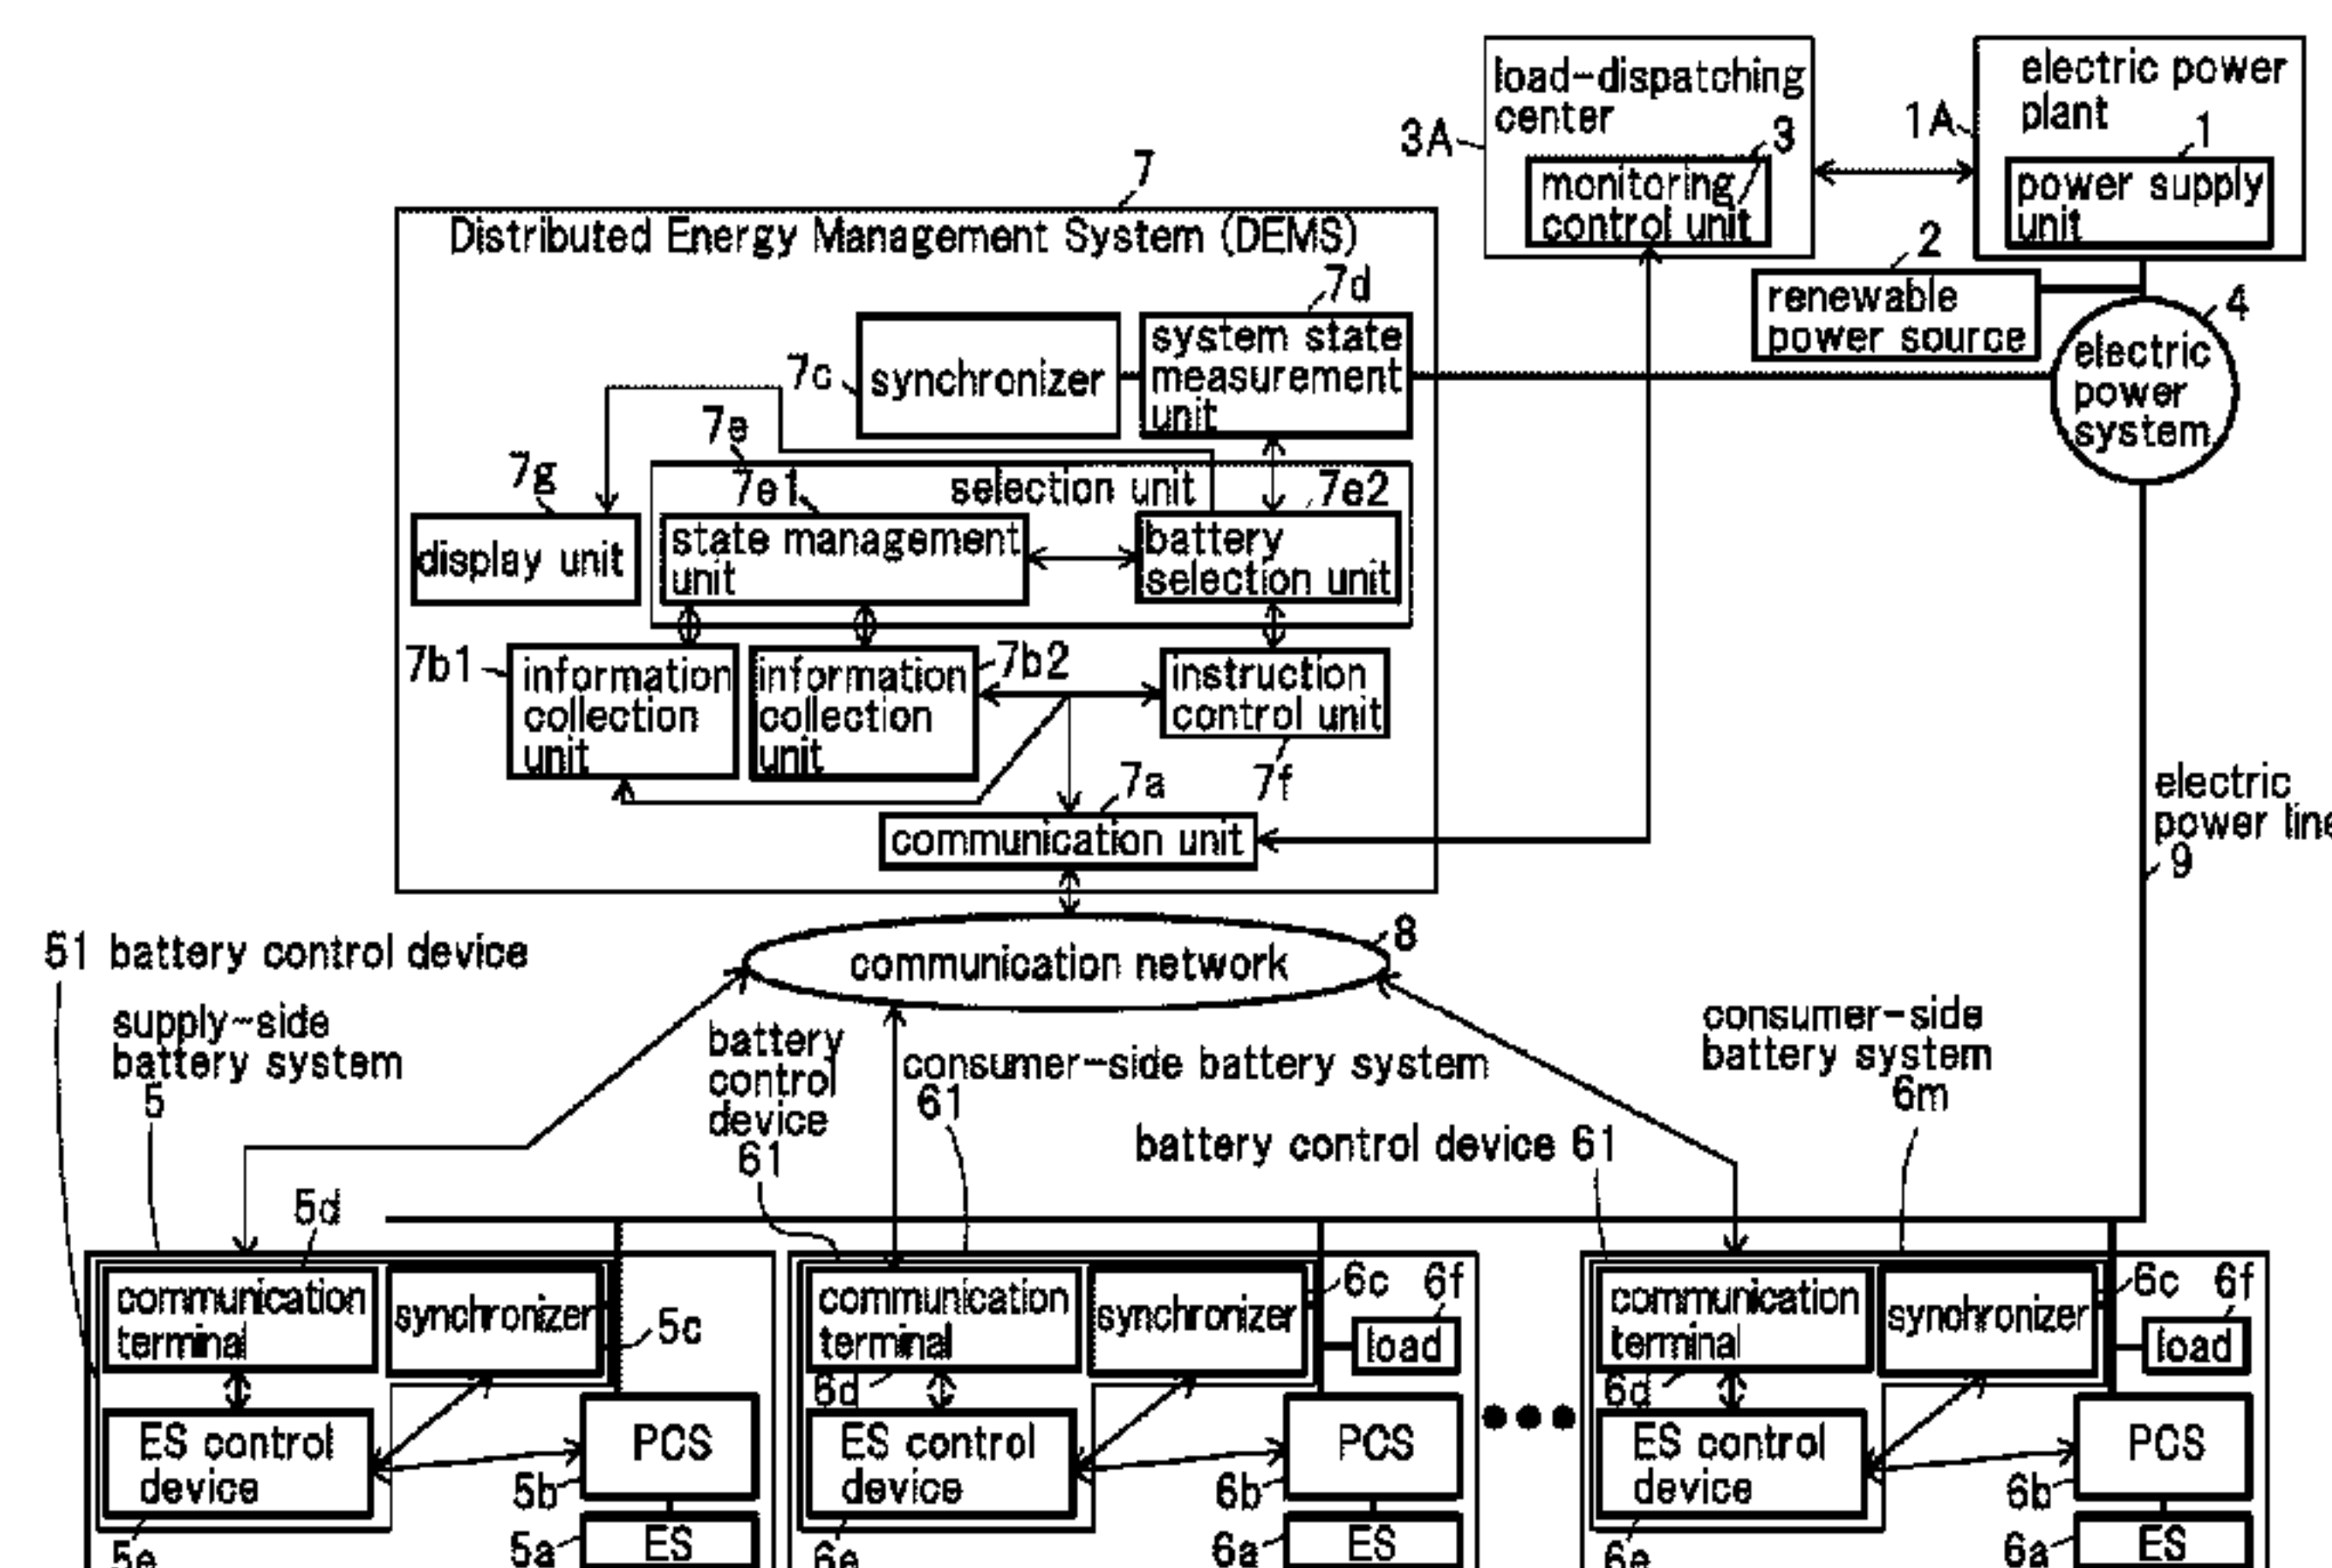 load-dispatching
center
3A
3
monitoring
control unit
electric power
plant
1A
1
power supply
unit
2
renewable
power source
4
electric
power
system
7
Distributed Energy Management System (DEMS)
7d
system state
measurement
unit
7c
synchronizer
7e
selection unit
7g
display unit
7e1
state management
unit
7e2
battery
selection unit
7b1
information
collection
unit
7b2
information
collection
unit
instruction
control unit
7f
7a
communication unit
electric
power line
9
8
communication network
51 battery control device
supply-side
battery system
5
battery
control
device
61
consumer-side battery system
61
battery control device 61
consumer-side
battery system
6m
5d
communication
terminal
synchronizer
5c
ES control
device
5e
PCS
5b
5a
ES
communication
terminal
6d
synchronizer
6c
6f
load
ES control
device
6e
PCS
6b
6a
ES
communication
terminal
6d
synchronizer
6c
6f
load
ES control
device
6e
PCS
6b
6a
ES